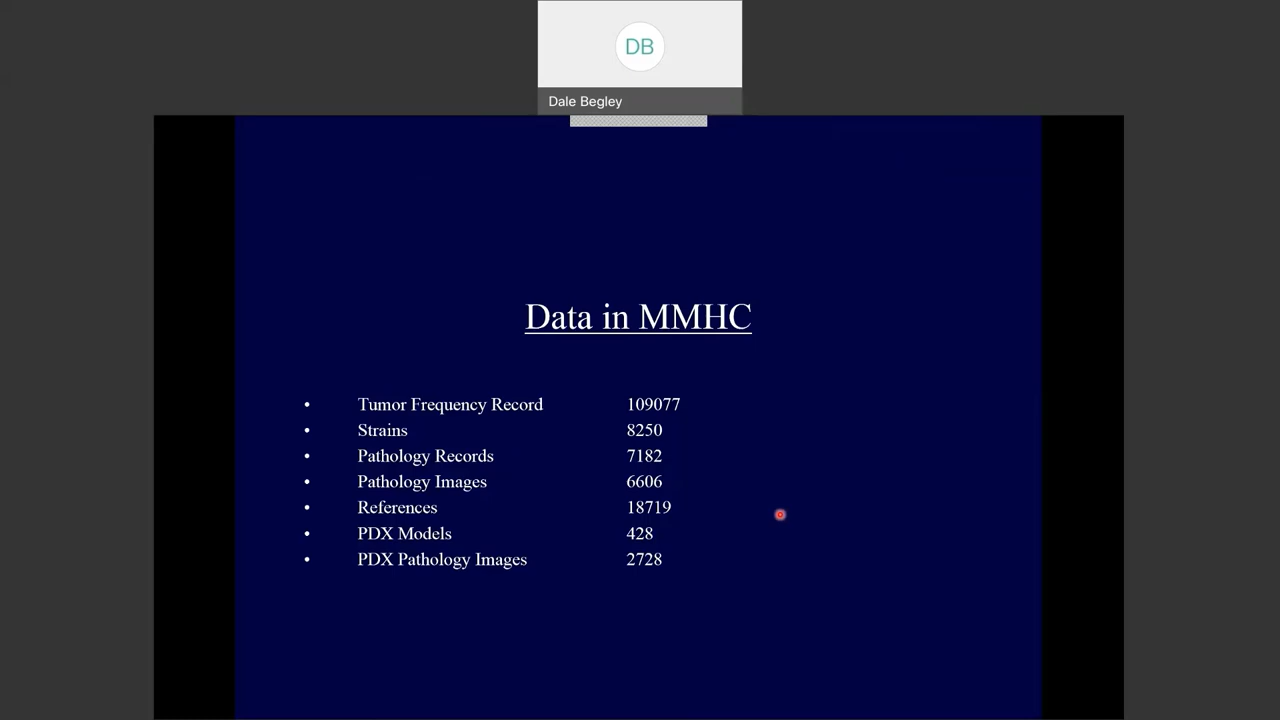 DB
Dale Begley
Data in MMHC
• Tumor Frequency Record 109077
• Strains 8250
• Pathology Records 7182
• Pathology Images 6606
• References 18719
• PDX Models 428
• PDX Pathology Images 2728